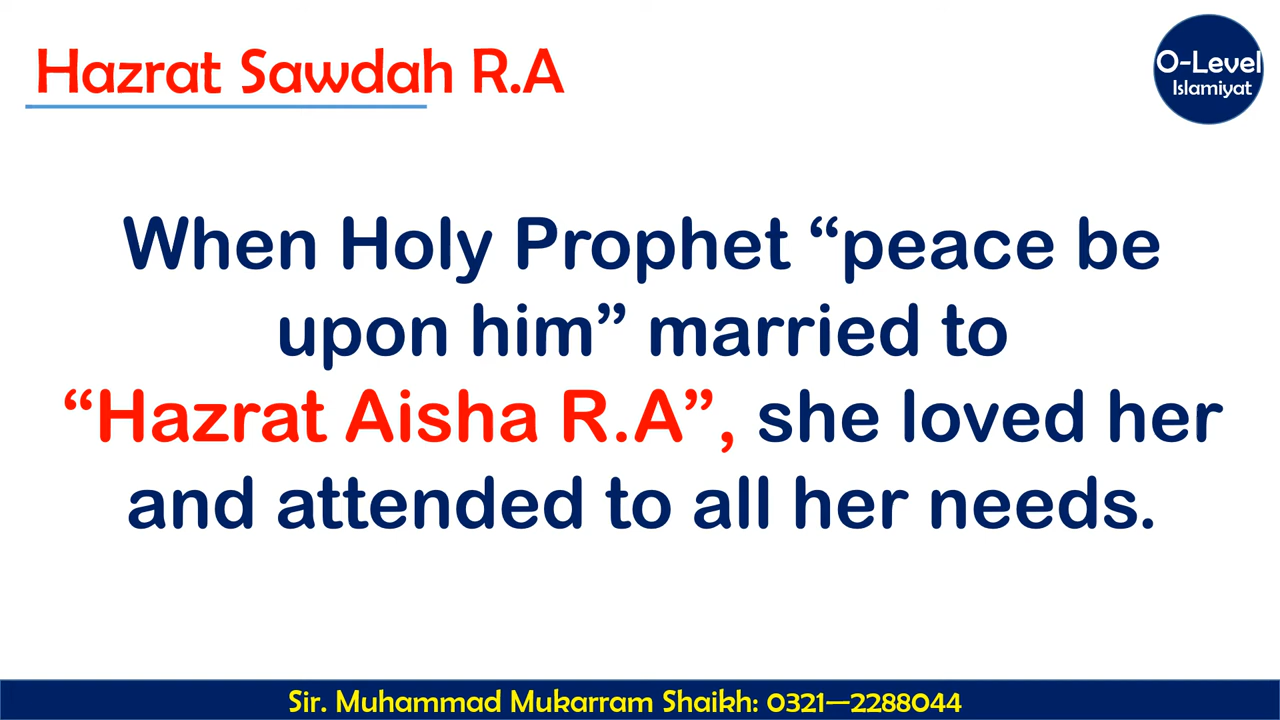 Hazrat Sawdah R.A
O-Level
Islamiyat
When Holy Prophet “peace be
upon him” married to
“Hazrat Aisha R.A”, she loved her
and attended to all her needs.
Sir. Muhammad Mukarram Shaikh: 0321—2288044